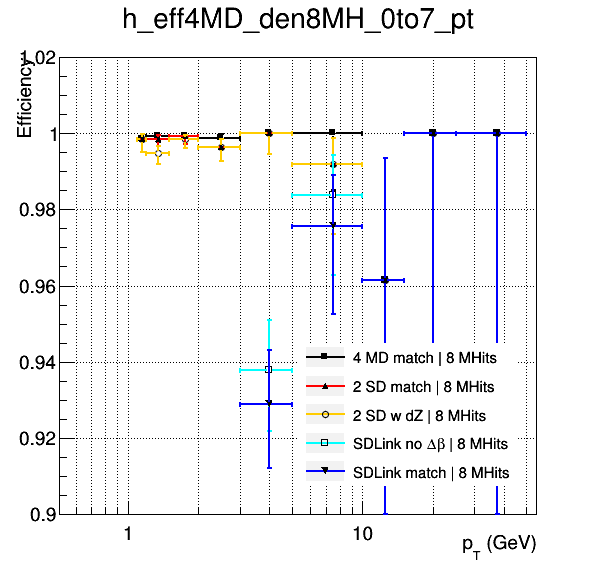 h_eff4MD_den8MH_0to7_pt
Efficiency
1.02
1
0.98
0.96
0.94
0.92
0.9
4 MD match | 8 MHits
2 SD match | 8 MHits
2 SD w dZ | 8 MHits
SDLink no Δβ | 8 MHits
SDLink match | 8 MHits
1
10
p_T (GeV)